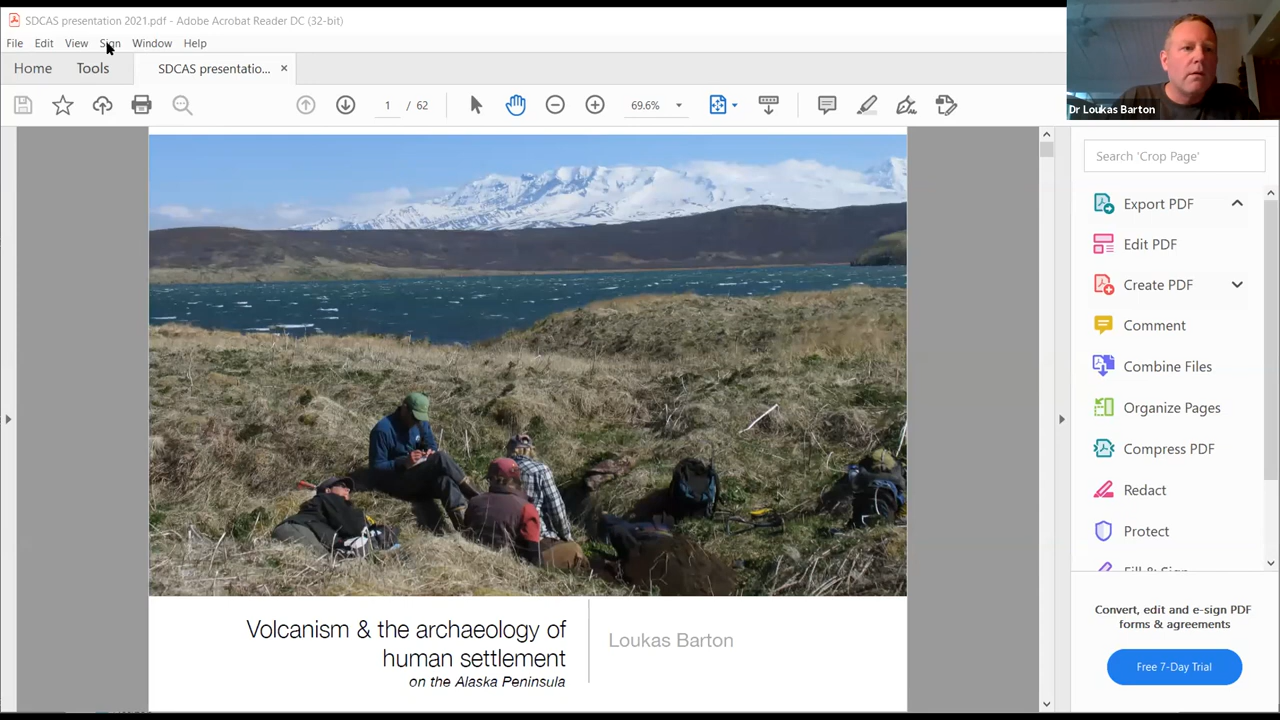 SDCAS presentation 2021.pdf - Adobe Acrobat Reader DC (32-bit)
File Edit View Sign Window Help
Home Tools SDCAS presentatio... ×
1 / 62 69.6%
Dr Loukas Barton
Search 'Crop Page'
Export PDF
Edit PDF
Create PDF
Comment
Combine Files
Organize Pages
Compress PDF
Redact
Protect
Fill & Sign
Convert, edit and e-sign PDF
forms & agreements
Free 7-Day Trial
Volcanism & the archaeology of
human settlement
on the Alaska Peninsula
Loukas Barton